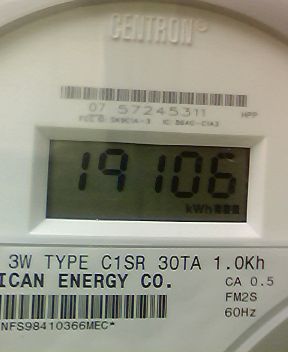 CENTRON®
07 57245311 HPP
19106
kWh
3W TYPE C1SR 30TA 1.0Kh
ICAN ENERGY CO. CA 0.5
FM2S
NFS98410366MEC* 60Hz